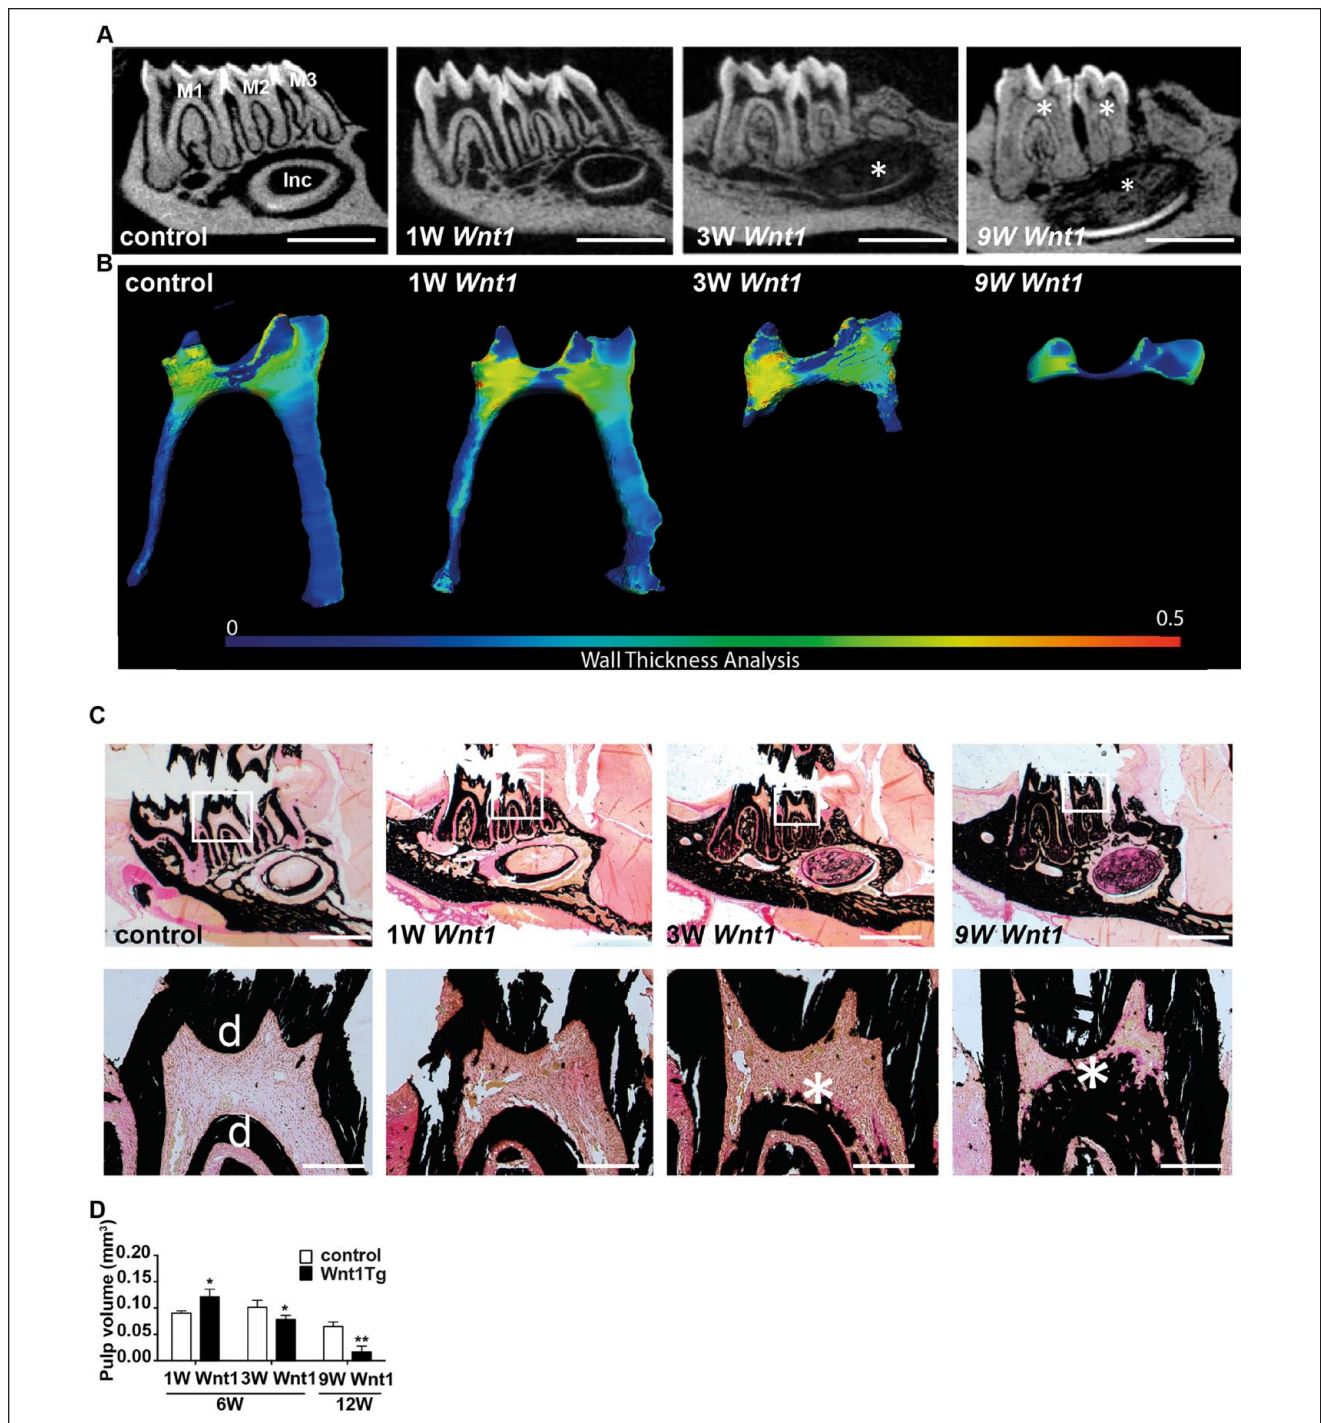 A
M1 M2 M3
Inc
*
* *
*
control 1W Wnt1 3W Wnt1 9W Wnt1
B
control 1W Wnt1 3W Wnt1 9W Wnt1
0 0.5
Wall Thickness Analysis
C
control 1W Wnt1 3W Wnt1 9W Wnt1
d
d
*
*
D
Pulp volume (mm³)
0.20
0.15
0.10
0.05
0.00
control
Wnt1Tg
* * **
1W Wnt1 3W Wnt1 9W Wnt1
6W 12W